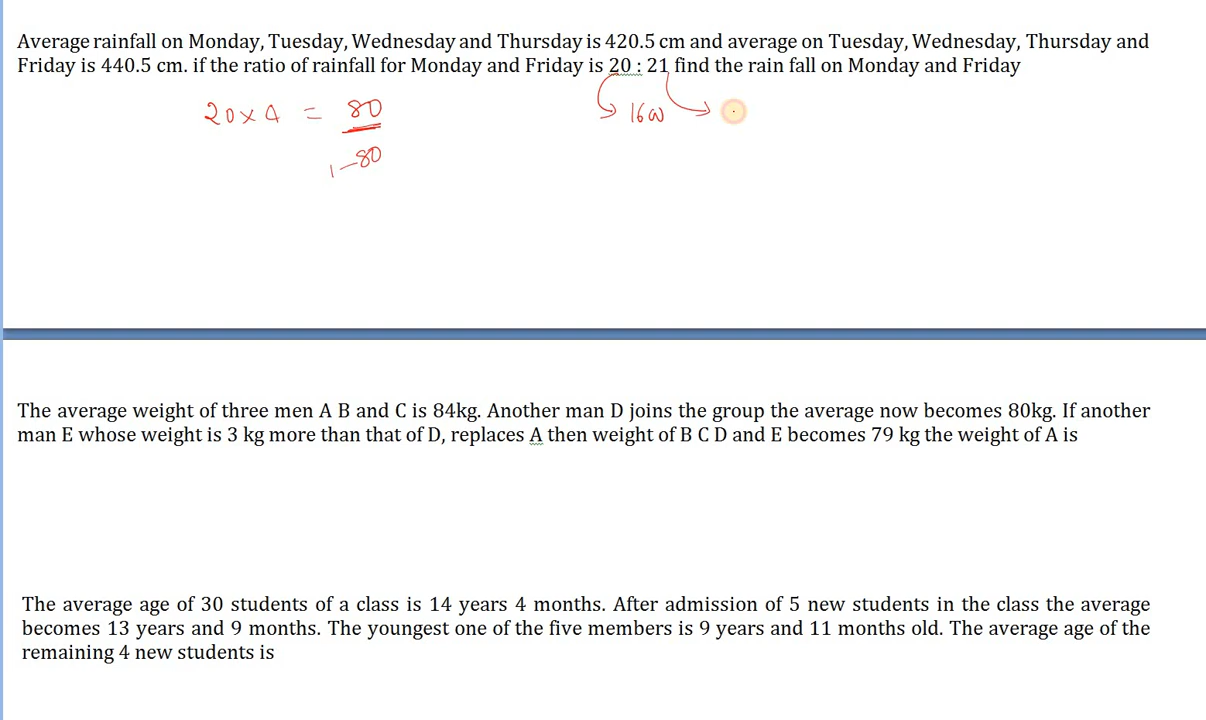 Average rainfall on Monday, Tuesday, Wednesday and Thursday is 420.5 cm and average on Tuesday, Wednesday, Thursday and
Friday is 440.5 cm. if the ratio of rainfall for Monday and Friday is 20 : 21 find the rain fall on Monday and Friday
20 x 4 = 80
1600
1 – 80
The average weight of three men A B and C is 84kg. Another man D joins the group the average now becomes 80kg. If another
man E whose weight is 3 kg more than that of D, replaces A then weight of B C D and E becomes 79 kg the weight of A is
The average age of 30 students of a class is 14 years 4 months. After admission of 5 new students in the class the average
becomes 13 years and 9 months. The youngest one of the five members is 9 years and 11 months old. The average age of the
remaining 4 new students is